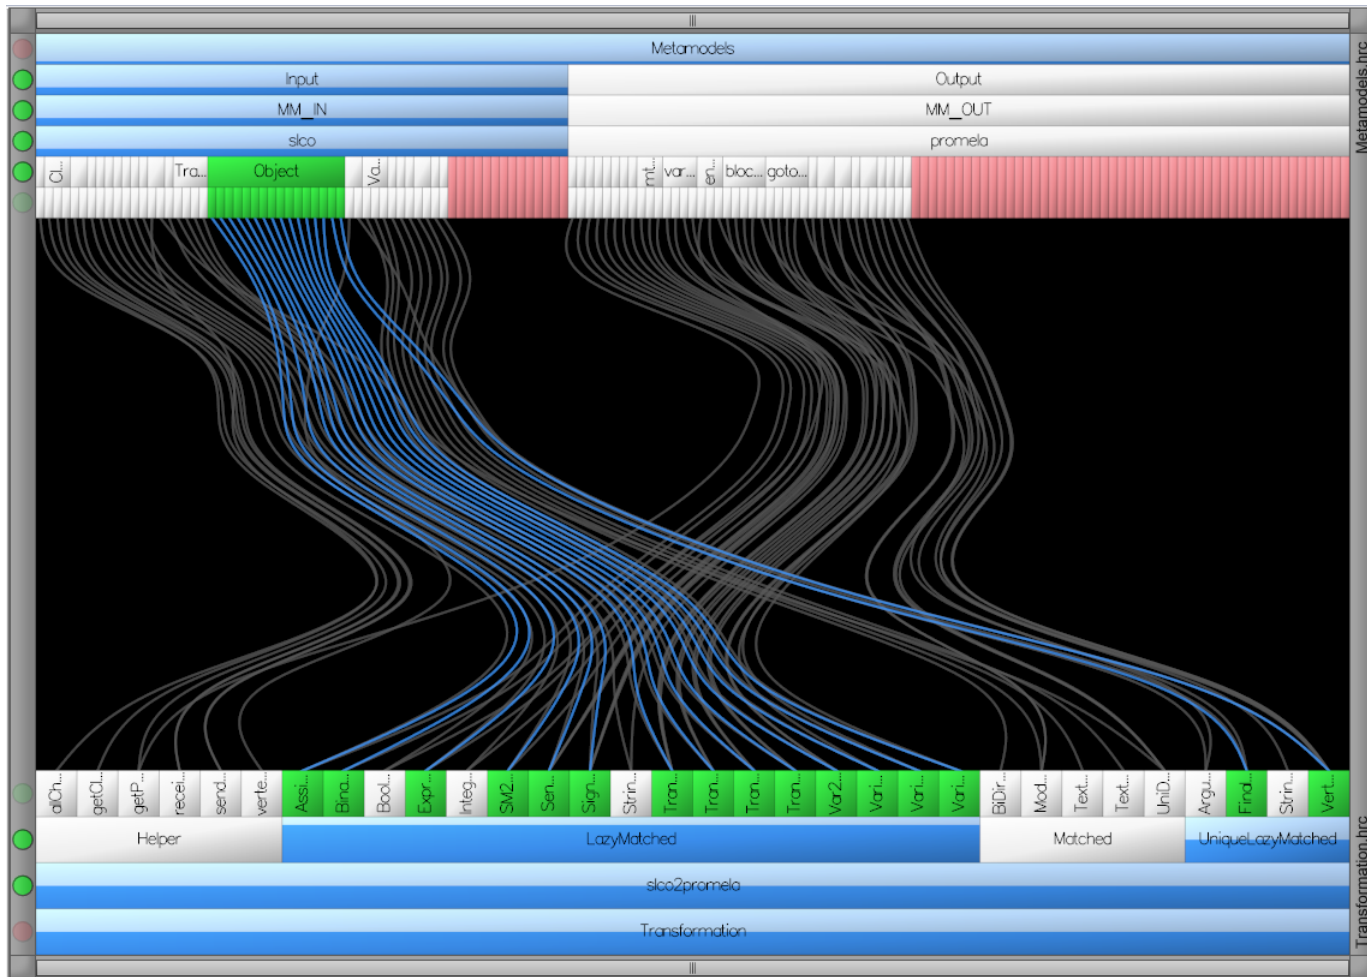 Metamodels
Input Output
MM_IN MM_OUT
slco promela
Cl... Tra... Object Va... mt... var... en... bloc... goto...
Metamodels.hrc
allCh... getCl... getP... recei... send... verte... Assi... Bina... Bool... Expr... Integ... SM2... Sen... Sign... Strin... Tran... Tran... Tran... Tran... Var2... Vari... Vari... Vari... BiDir... Mod... Text... Text... UniD... Argu... Final... Strin... Vert...
Helper LazyMatched Matched UniqueLazyMatched
slco2promela
Transformation
Transformation.hrc